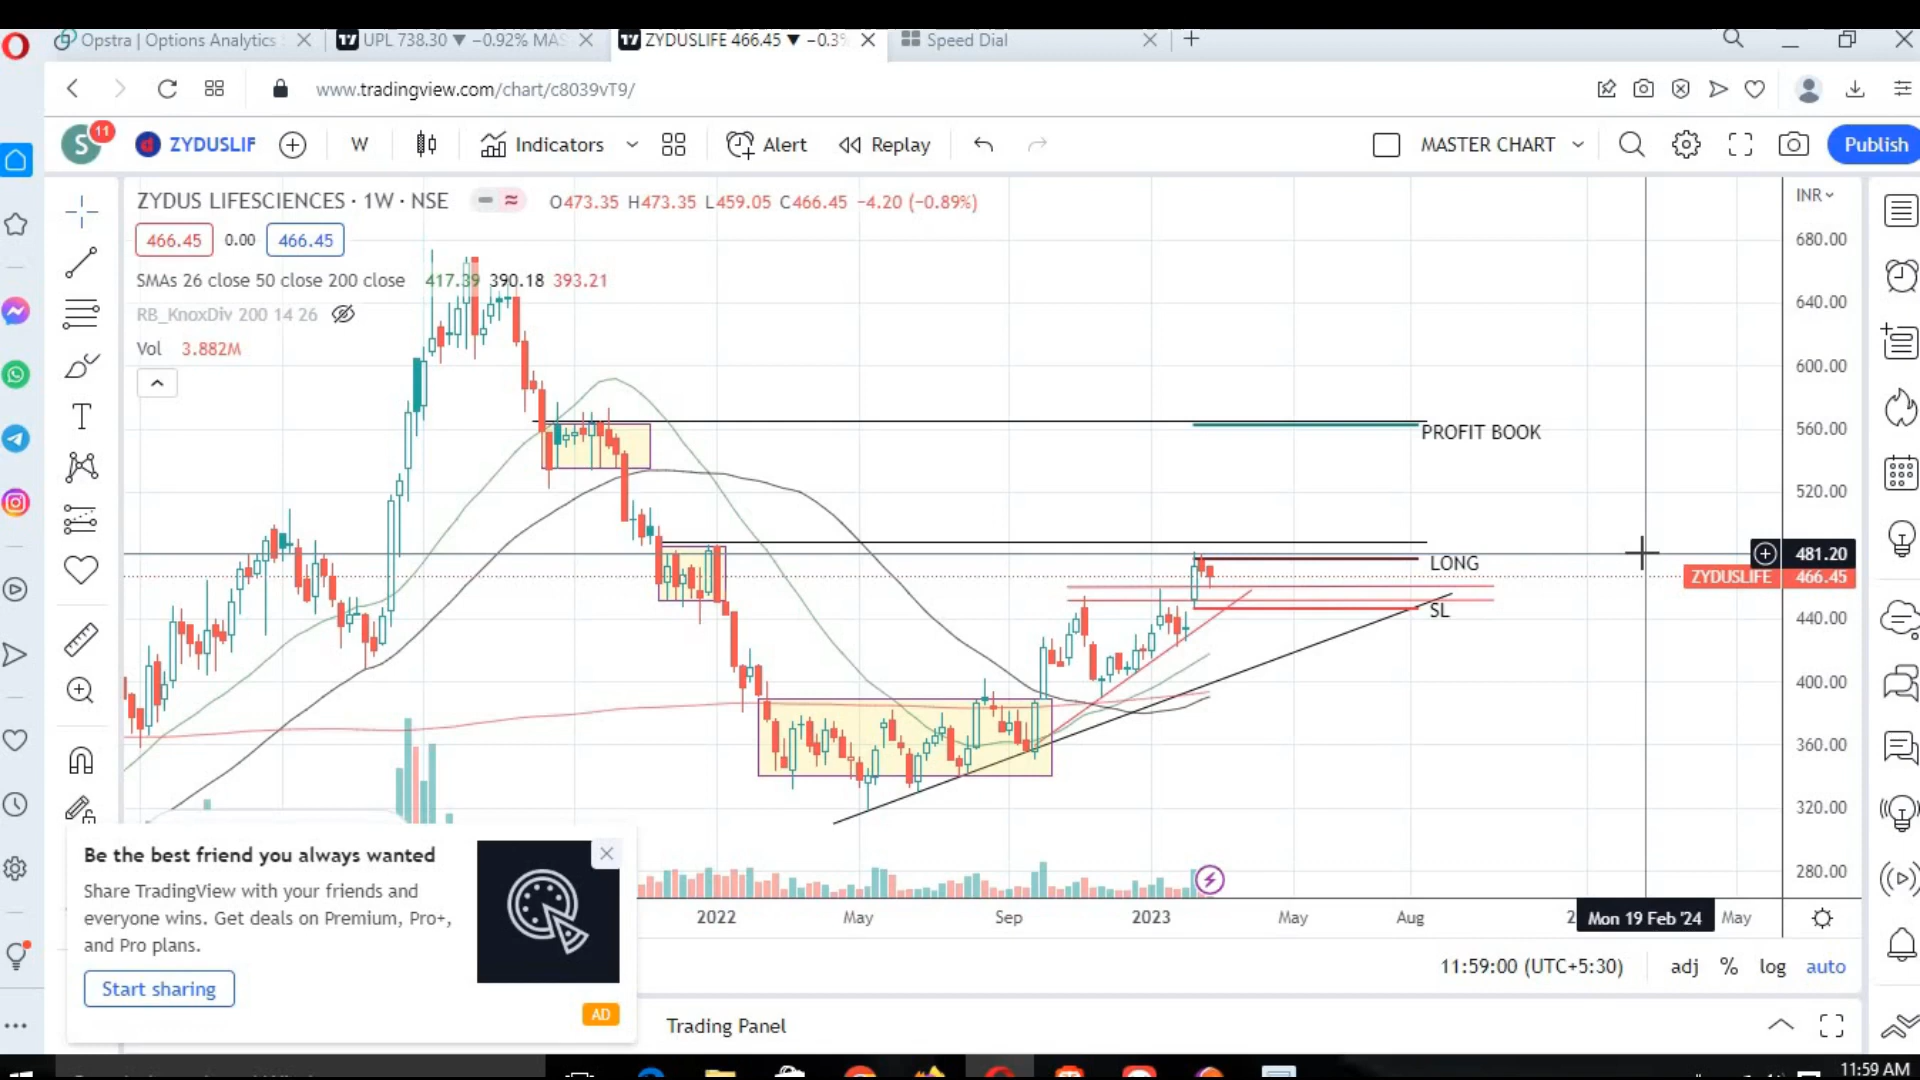 Opstra | Options Analytics
UPL 738.30 ▼ −0.92% MAS
ZYDUSLIFE 466.45 ▼ −0.3%
Speed Dial
www.tradingview.com/chart/c8039vT9/
S
11
ZYDUSLIF
W
Indicators
Alert
Replay
MASTER CHART
Publish
ZYDUS LIFESCIENCES · 1W · NSE
O473.35 H473.35 L459.05 C466.45 −4.20 (−0.89%)
INR
466.45
0.00
466.45
SMAs 26 close 50 close 200 close 417.39 390.18 393.21
RB_KnoxDiv 200 14 26
Vol 3.882M
680.00
640.00
600.00
560.00
520.00
481.20
ZYDUSLIFE 466.45
440.00
400.00
360.00
320.00
280.00
PROFIT BOOK
LONG
SL
2022
May
Sep
2023
May
Aug
Mon 19 Feb '24
May
Be the best friend you always wanted
Share TradingView with your friends and
everyone wins. Get deals on Premium, Pro+,
and Pro plans.
Start sharing
AD
11:59:00 (UTC+5:30)
adj
%
log
auto
Trading Panel
11:59 AM